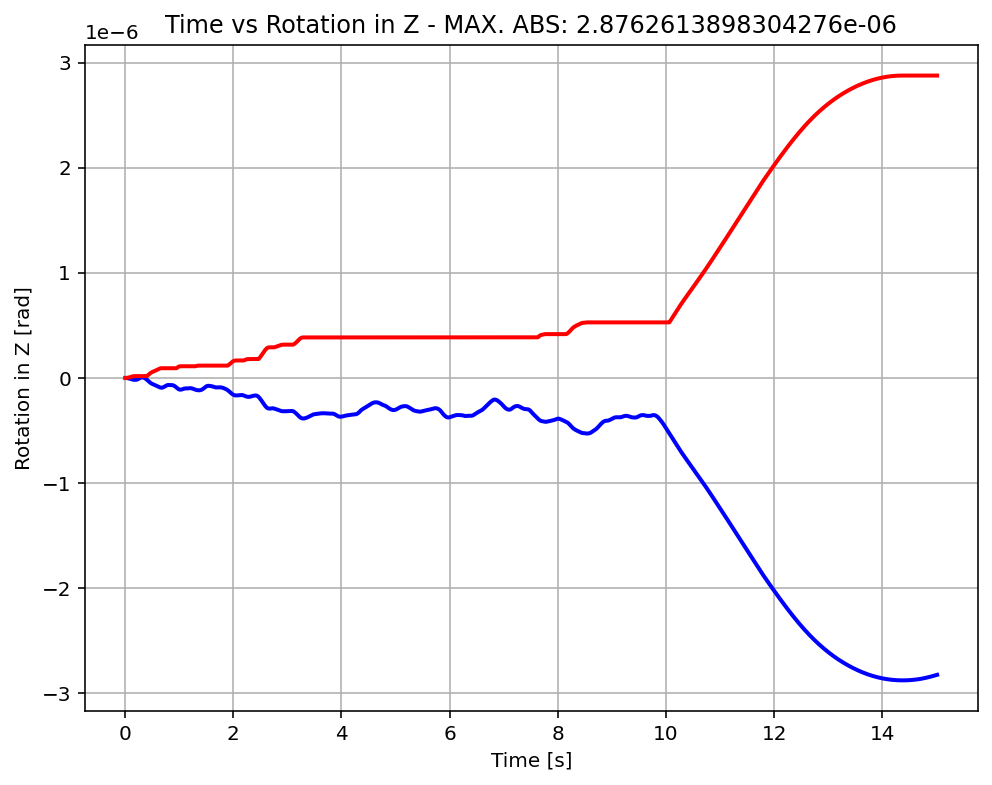 Time vs Rotation in Z - MAX. ABS: 2.8762613898304276e-06
1e−6
3
2
1
0
−1
−2
−3
Rotation in Z [rad]
0 2 4 6 8 10 12 14
Time [s]